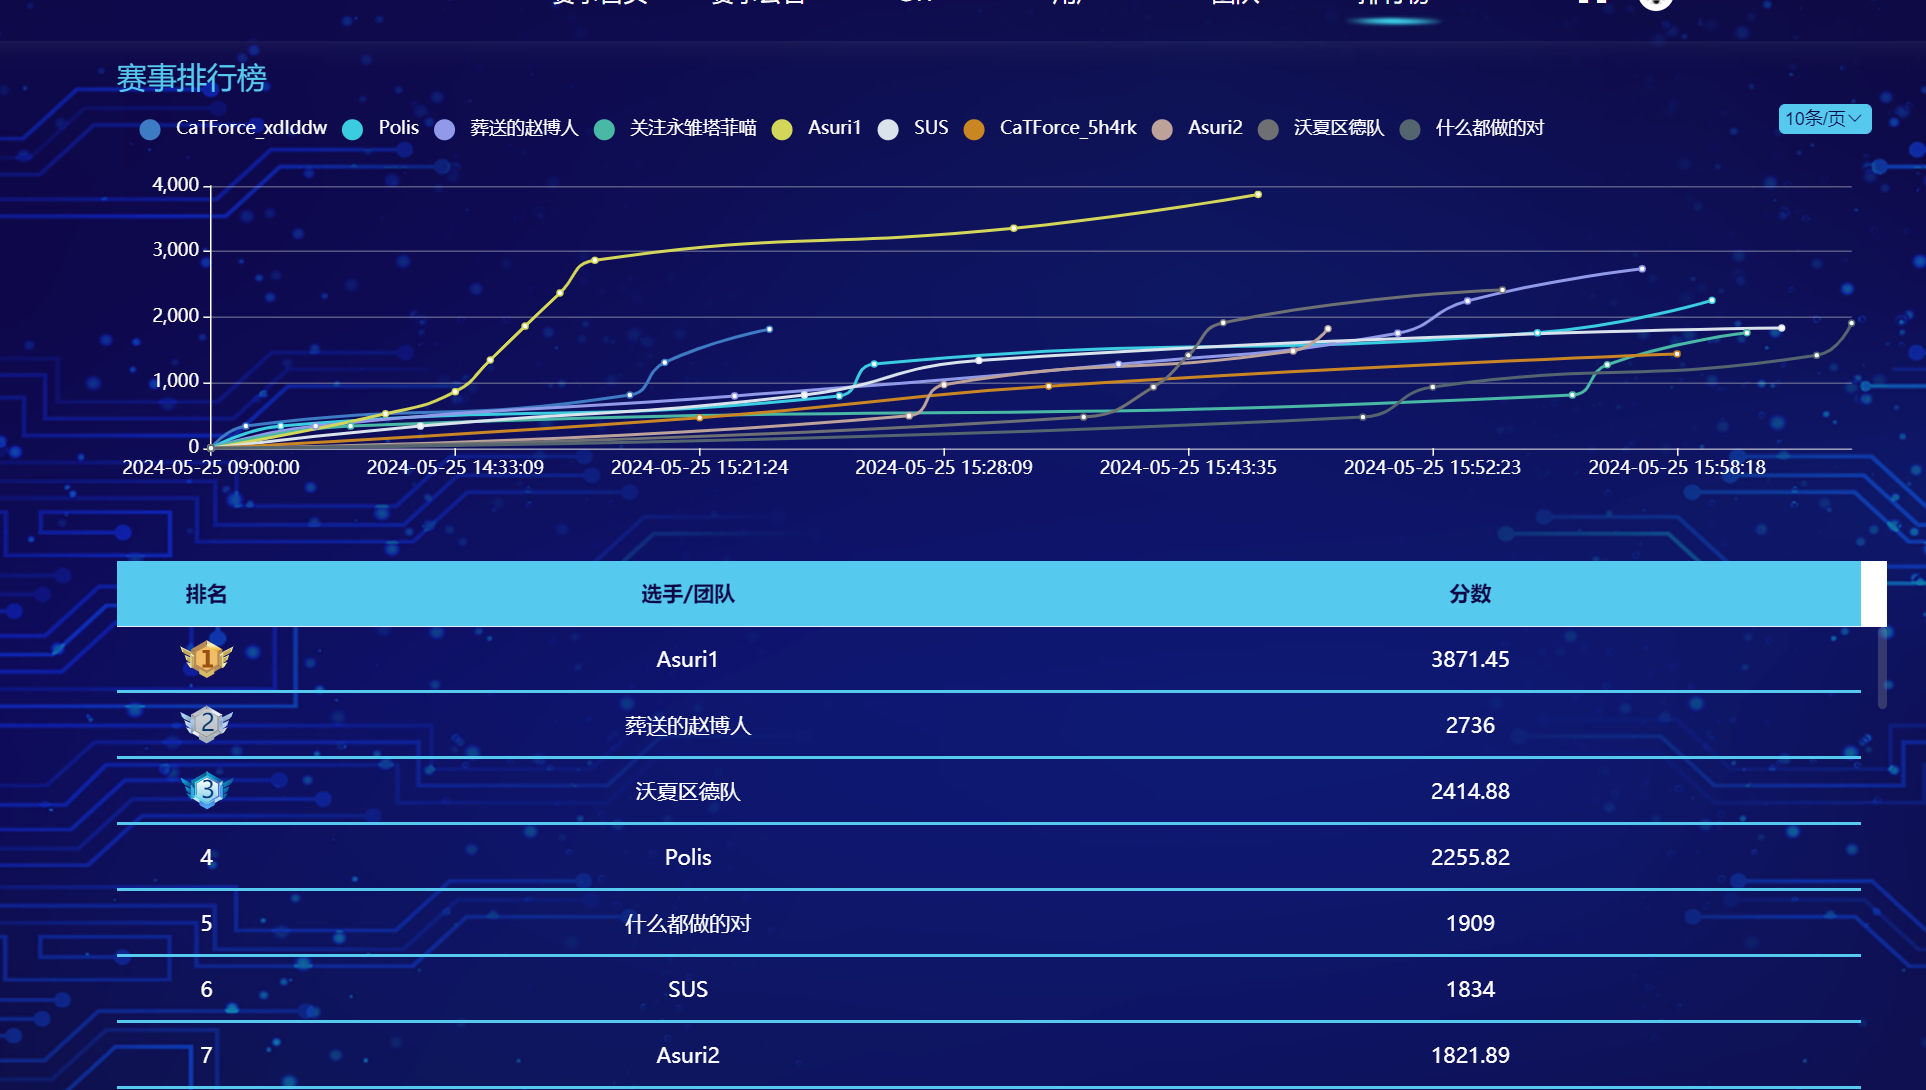 赛事排行榜
CaTForce_xdlddw Polis 葬送的赵博人 关注永雏塔菲喵 Asuri1 SUS CaTForce_5h4rk Asuri2 沃夏区德队 什么都做的对
10条/页
4,000
3,000
2,000
1,000
0
2024-05-25 09:00:00 2024-05-25 14:33:09 2024-05-25 15:21:24 2024-05-25 15:28:09 2024-05-25 15:43:35 2024-05-25 15:52:23 2024-05-25 15:58:18
排名 选手/团队 分数
1 Asuri1 3871.45
2 葬送的赵博人 2736
3 沃夏区德队 2414.88
4 Polis 2255.82
5 什么都做的对 1909
6 SUS 1834
7 Asuri2 1821.89